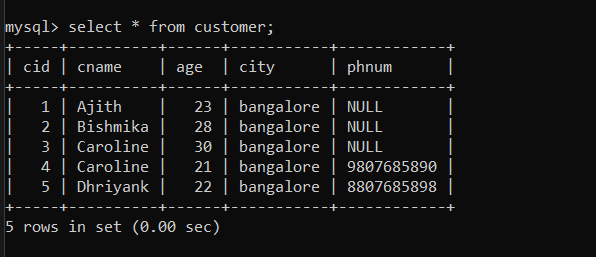 mysql> select * from customer;
+-----+----------+------+-----------+------------+
| cid | cname    | age  | city      | phnum      |
+-----+----------+------+-----------+------------+
|   1 | Ajith    |   23 | bangalore | NULL       |
|   2 | Bishmika |   28 | bangalore | NULL       |
|   3 | Caroline |   30 | bangalore | NULL       |
|   4 | Caroline |   21 | bangalore | 9807685890 |
|   5 | Dhriyank |   22 | bangalore | 8807685898 |
+-----+----------+------+-----------+------------+
5 rows in set (0.00 sec)